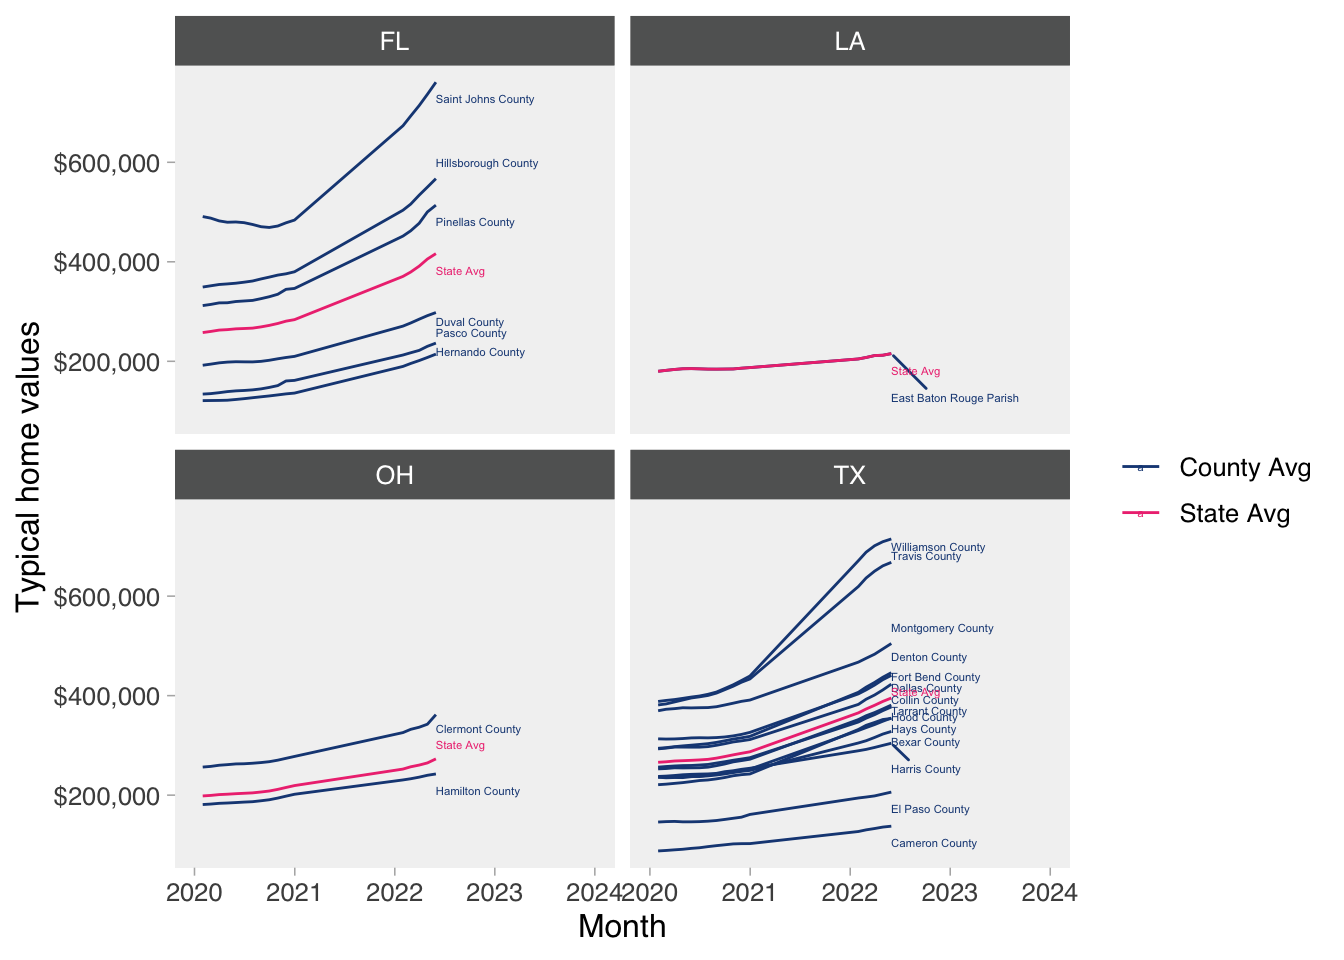 FL
LA
$600,000
$400,000
$200,000
Saint Johns County
Hillsborough County
Pinellas County
State Avg
Duval County
Pasco County
Hernando County
State Avg
East Baton Rouge Parish
Typical home values
OH
TX
$600,000
$400,000
$200,000
Clermont County
State Avg
Hamilton County
Williamson County
Travis County
Montgomery County
Denton County
Fort Bend County
Dallas County
State Avg
Collin County
Tarrant County
Hood County
Hays County
Bexar County
Harris County
El Paso County
Cameron County
a County Avg
a State Avg
2020 2021 2022 2023 2024 2020 2021 2022 2023 2024
Month